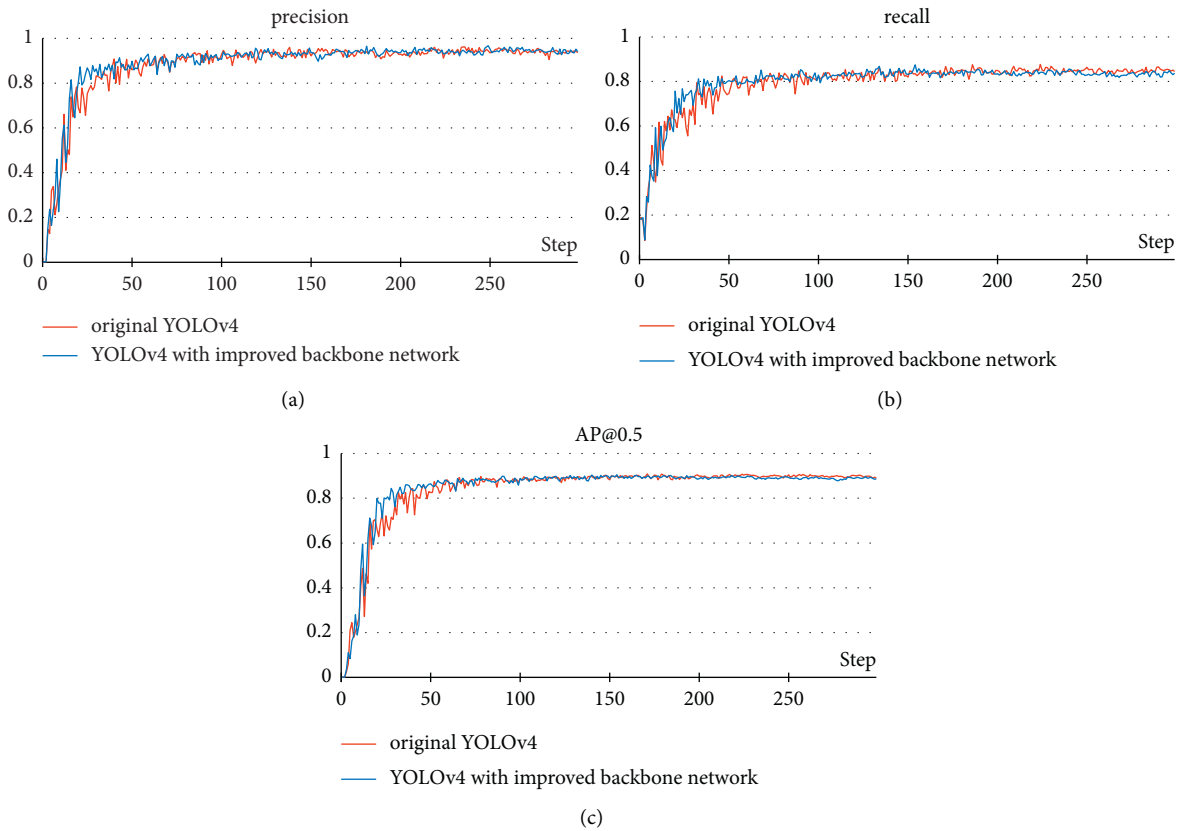 precision
1
0.8
0.6
0.4
0.2
0
Step
0 50 100 150 200 250
original YOLOv4
YOLOv4 with improved backbone network
(a)
recall
1
0.8
0.6
0.4
0.2
0
Step
0 50 100 150 200 250
original YOLOv4
YOLOv4 with improved backbone network
(b)
AP@0.5
1
0.8
0.6
0.4
0.2
0
Step
0 50 100 150 200 250
original YOLOv4
YOLOv4 with improved backbone network
(c)